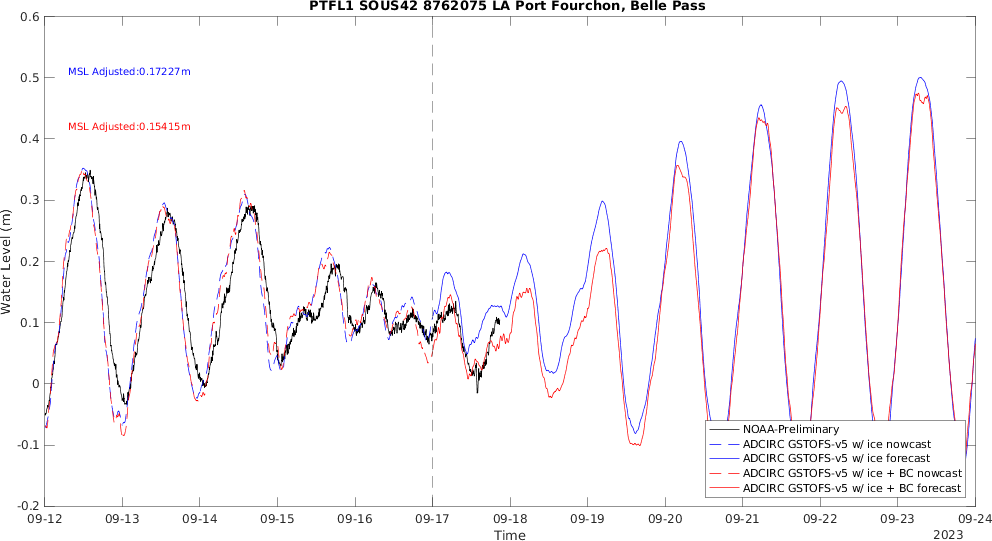 PTFL1 SOUS42 8762075 LA Port Fourchon, Belle Pass
0.6
0.5
0.4
0.3
0.2
0.1
0
-0.1
-0.2
Water Level (m)
MSL Adjusted:0.17227m
MSL Adjusted:0.15415m
NOAA-Preliminary
ADCIRC GSTOFS-v5 w/ ice nowcast
ADCIRC GSTOFS-v5 w/ ice forecast
ADCIRC GSTOFS-v5 w/ ice + BC nowcast
ADCIRC GSTOFS-v5 w/ ice + BC forecast
09-12 09-13 09-14 09-15 09-16 09-17 09-18 09-19 09-20 09-21 09-22 09-23 09-24
Time
2023